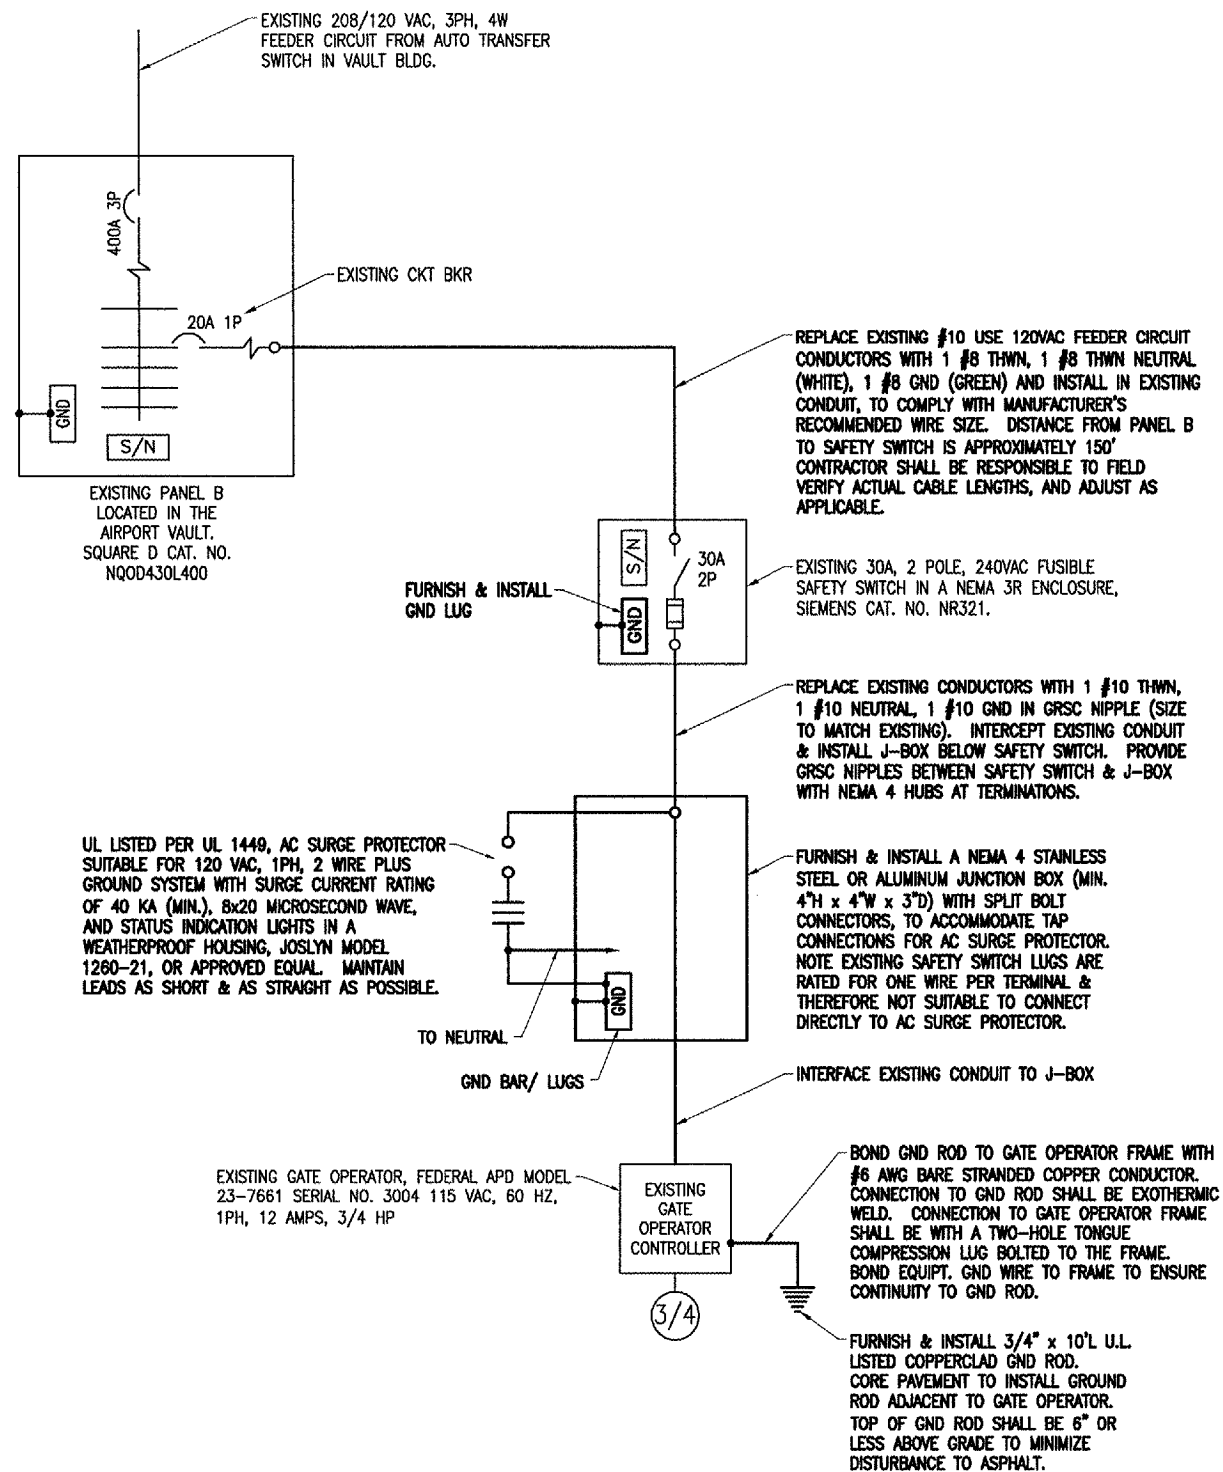 EXISTING 208/120 VAC, 3PH, 4W
FEEDER CIRCUIT FROM AUTO TRANSFER
SWITCH IN VAULT BLDG.
400A 3P
EXISTING CKT BKR
20A 1P
GND
S/N
EXISTING PANEL B
LOCATED IN THE
AIRPORT VAULT.
SQUARE D CAT. NO.
NQOD430L400
REPLACE EXISTING #10 USE 120VAC FEEDER CIRCUIT
CONDUCTORS WITH 1 #8 THWN, 1 #8 THWN NEUTRAL
(WHITE), 1 #8 GND (GREEN) AND INSTALL IN EXISTING
CONDUIT, TO COMPLY WITH MANUFACTURER'S
RECOMMENDED WIRE SIZE. DISTANCE FROM PANEL B
TO SAFETY SWITCH IS APPROXIMATELY 150'
CONTRACTOR SHALL BE RESPONSIBLE TO FIELD
VERIFY ACTUAL CABLE LENGTHS, AND ADJUST AS
APPLICABLE.
S/N
30A
2P
GND
FURNISH & INSTALL
GND LUG
EXISTING 30A, 2 POLE, 240VAC FUSIBLE
SAFETY SWITCH IN A NEMA 3R ENCLOSURE,
SIEMENS CAT. NO. NR321.
REPLACE EXISTING CONDUCTORS WITH 1 #10 THWN,
1 #10 NEUTRAL, 1 #10 GND IN GRSC NIPPLE (SIZE
TO MATCH EXISTING). INTERCEPT EXISTING CONDUIT
& INSTALL J-BOX BELOW SAFETY SWITCH. PROVIDE
GRSC NIPPLES BETWEEN SAFETY SWITCH & J-BOX
WITH NEMA 4 HUBS AT TERMINATIONS.
UL LISTED PER UL 1449, AC SURGE PROTECTOR
SUITABLE FOR 120 VAC, 1PH, 2 WIRE PLUS
GROUND SYSTEM WITH SURGE CURRENT RATING
OF 40 KA (MIN.), 8x20 MICROSECOND WAVE,
AND STATUS INDICATION LIGHTS IN A
WEATHERPROOF HOUSING, JOSLYN MODEL
1260-21, OR APPROVED EQUAL. MAINTAIN
LEADS AS SHORT & AS STRAIGHT AS POSSIBLE.
FURNISH & INSTALL A NEMA 4 STAINLESS
STEEL OR ALUMINUM JUNCTION BOX (MIN.
4"H x 4"W x 3"D) WITH SPLIT BOLT
CONNECTORS, TO ACCOMMODATE TAP
CONNECTIONS FOR AC SURGE PROTECTOR.
NOTE EXISTING SAFETY SWITCH LUGS ARE
RATED FOR ONE WIRE PER TERMINAL &
THEREFORE NOT SUITABLE TO CONNECT
DIRECTLY TO AC SURGE PROTECTOR.
GND
TO NEUTRAL
GND BAR/ LUGS
INTERFACE EXISTING CONDUIT TO J-BOX
EXISTING GATE OPERATOR, FEDERAL APD MODEL
23-7661 SERIAL NO. 3004 115 VAC, 60 HZ,
1PH, 12 AMPS, 3/4 HP
EXISTING
GATE
OPERATOR
CONTROLLER
3/4
BOND GND ROD TO GATE OPERATOR FRAME WITH
#6 AWG BARE STRANDED COPPER CONDUCTOR.
CONNECTION TO GND ROD SHALL BE EXOTHERMIC
WELD. CONNECTION TO GATE OPERATOR FRAME
SHALL BE WITH A TWO-HOLE TONGUE
COMPRESSION LUG BOLTED TO THE FRAME.
BOND EQUIPT. GND WIRE TO FRAME TO ENSURE
CONTINUITY TO GND ROD.
FURNISH & INSTALL 3/4" x 10'L U.L.
LISTED COPPERCLAD GND ROD.
CORE PAVEMENT TO INSTALL GROUND
ROD ADJACENT TO GATE OPERATOR.
TOP OF GND ROD SHALL BE 6" OR
LESS ABOVE GRADE TO MINIMIZE
DISTURBANCE TO ASPHALT.